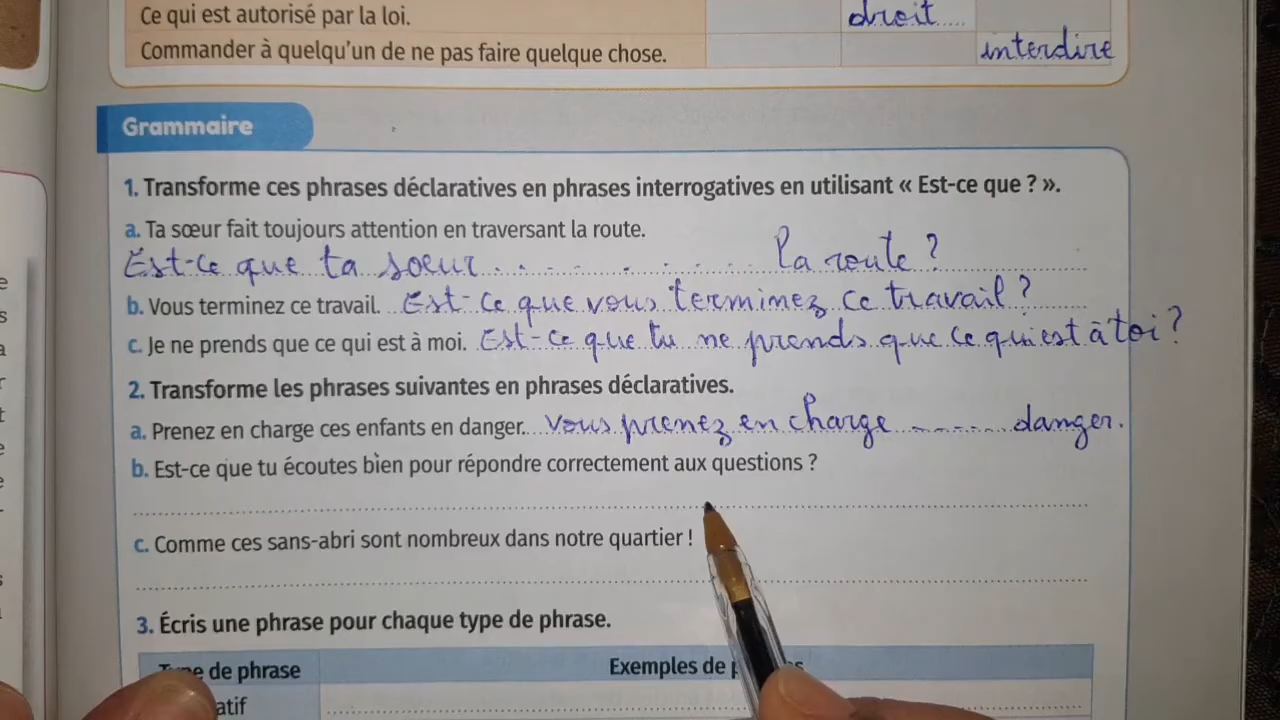 Ce qui est autorisé par la loi. droit
Commander à quelqu'un de ne pas faire quelque chose. interdire
Grammaire
1. Transforme ces phrases déclaratives en phrases interrogatives en utilisant « Est-ce que ? ».
a. Ta sœur fait toujours attention en traversant la route.
Est-ce que ta sœur . . . . . . . la route ?
b. Vous terminez ce travail. Est-ce que vous terminez ce travail ?
c. Je ne prends que ce qui est à moi. Est-ce que tu ne prends que ce qui est à toi ?
2. Transforme les phrases suivantes en phrases déclaratives.
a. Prenez en charge ces enfants en danger. Vous prenez en charge ...... danger.
b. Est-ce que tu écoutes bien pour répondre correctement aux questions ?
c. Comme ces sans-abri sont nombreux dans notre quartier !
3. Écris une phrase pour chaque type de phrase.
de phrase Exemples de